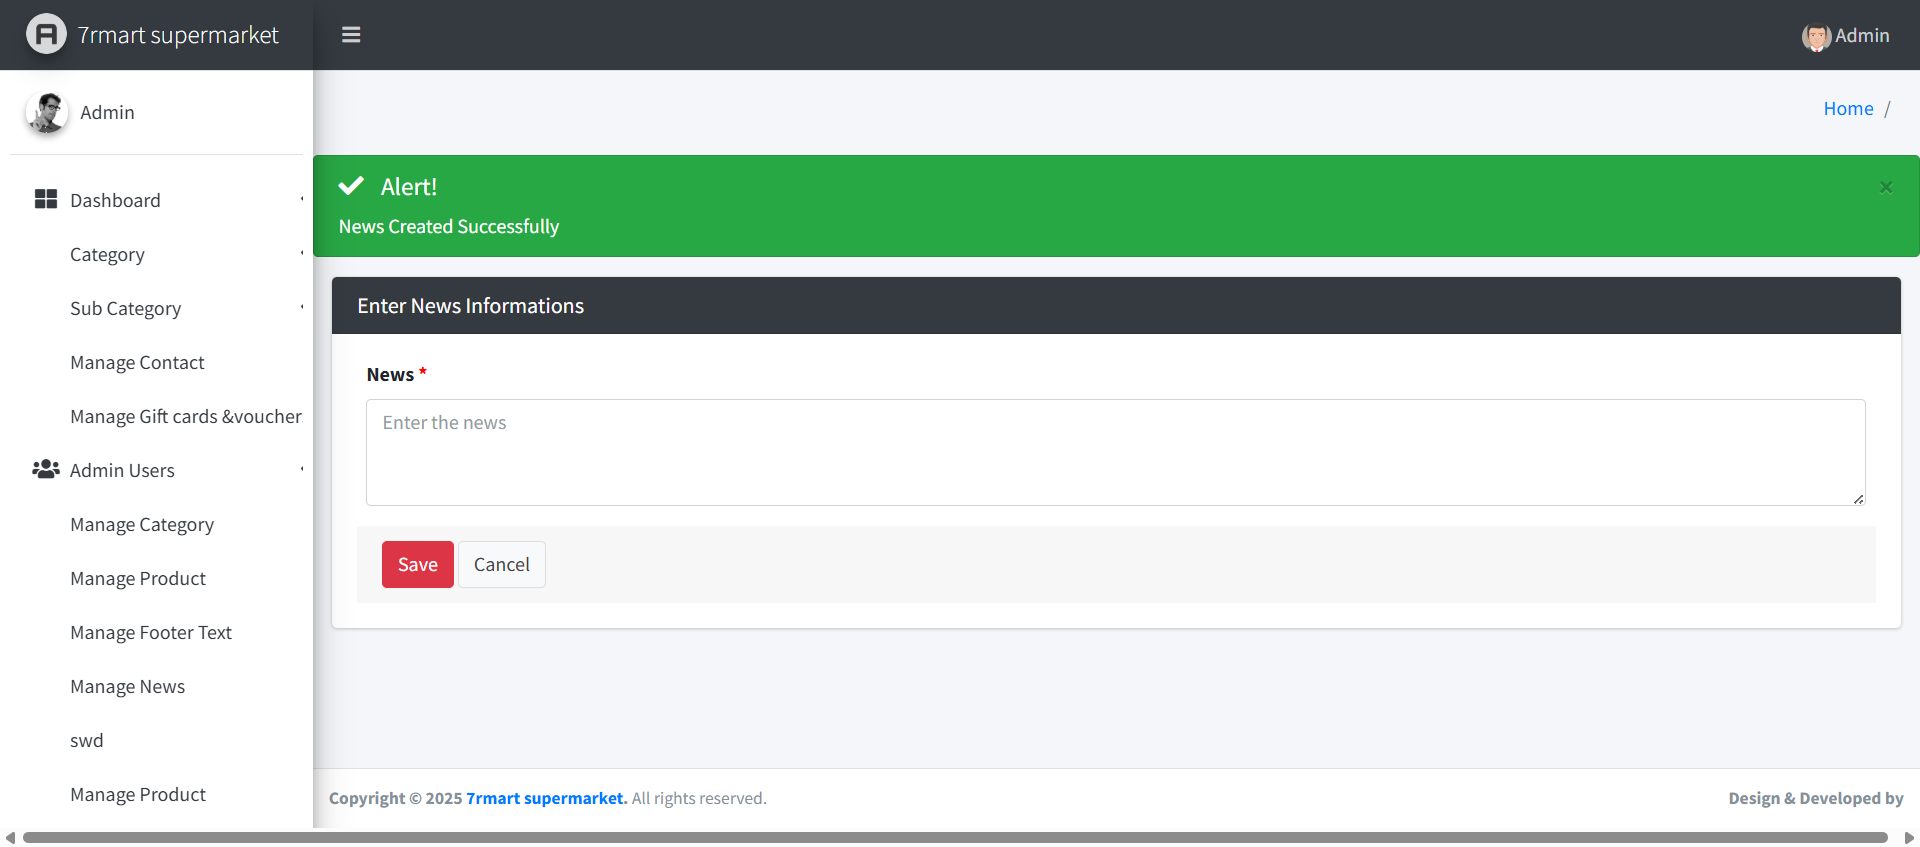 7rmart supermarket
Admin
Admin
Home /
Dashboard
Category
Sub Category
Manage Contact
Manage Gift cards &voucher
Admin Users
Manage Category
Manage Product
Manage Footer Text
Manage News
swd
Manage Product
Alert!
×
News Created Successfully
Enter News Informations
News *
Enter the news
Save Cancel
Copyright © 2025 7rmart supermarket. All rights reserved.
Design & Developed by